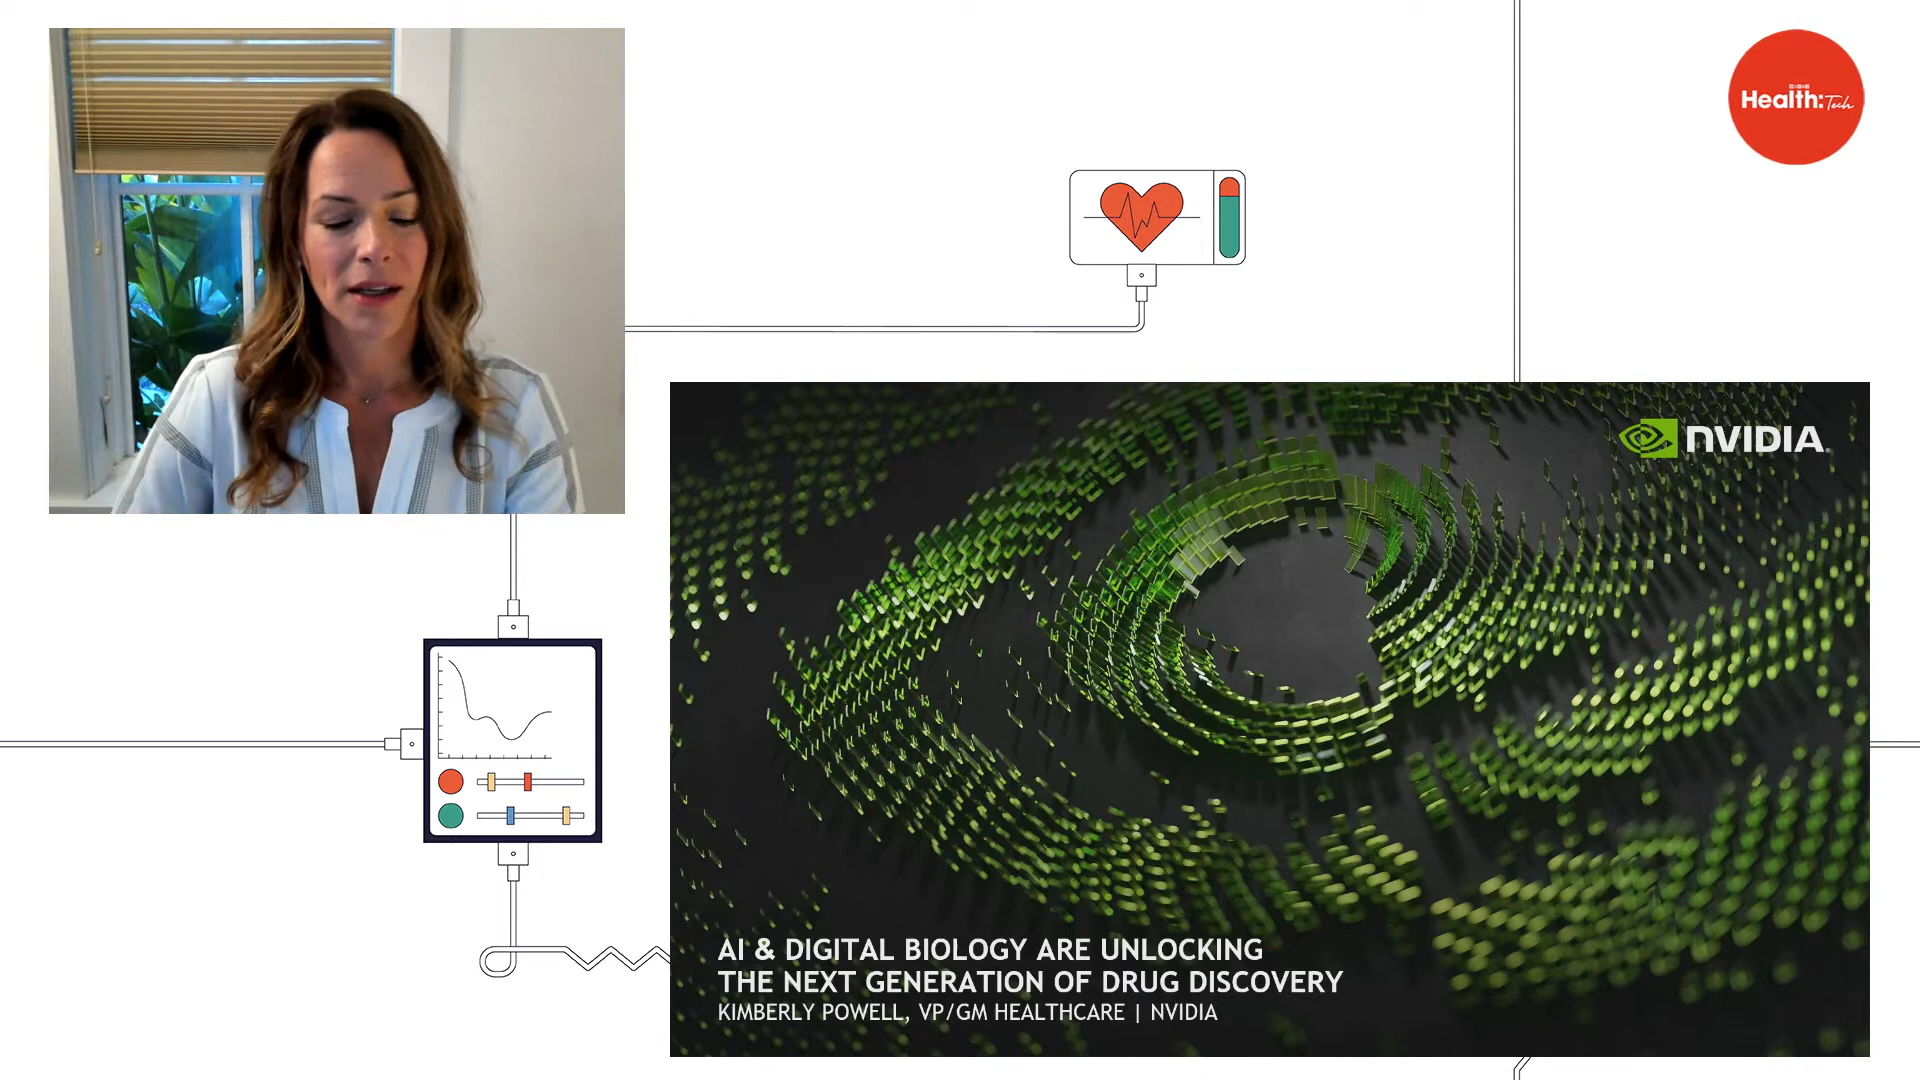 Health:Tech
NVIDIA
AI & DIGITAL BIOLOGY ARE UNLOCKING
THE NEXT GENERATION OF DRUG DISCOVERY
KIMBERLY POWELL, VP/GM HEALTHCARE | NVIDIA